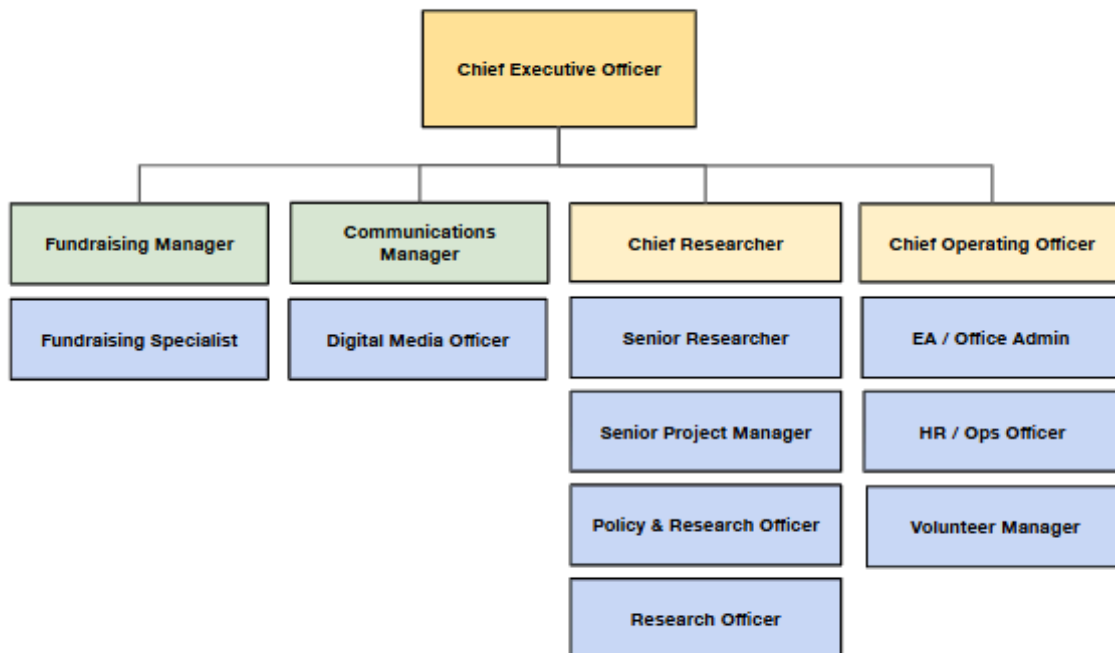 Chief Executive Officer
Fundraising Manager
Communications
Manager
Chief Researcher
Chief Operating Officer
Fundraising Specialist
Digital Media Officer
Senior Researcher
EA / Office Admin
Senior Project Manager
HR / Ops Officer
Policy & Research Officer
Volunteer Manager
Research Officer